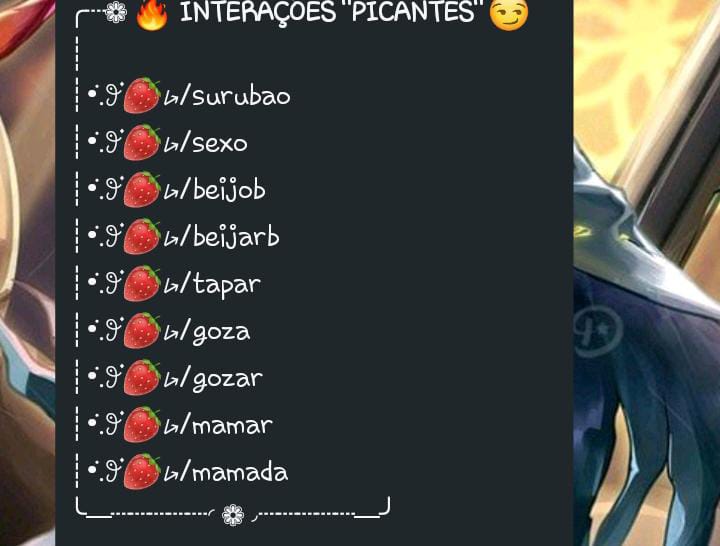 ╭┈❁ 🔥 INTERAÇÕES "PICANTES"😏
┊•.̇𝜗🍓৸/surubao
┊•.̇𝜗🍓৸/sexo
┊•.̇𝜗🍓৸/beijob
┊•.̇𝜗🍓৸/beijarb
┊•.̇𝜗🍓৸/tapar
┊•.̇𝜗🍓৸/goza
┊•.̇𝜗🍓৸/gozar
┊•.̇𝜗🍓৸/mamar
┊•.̇𝜗🍓৸/mamada